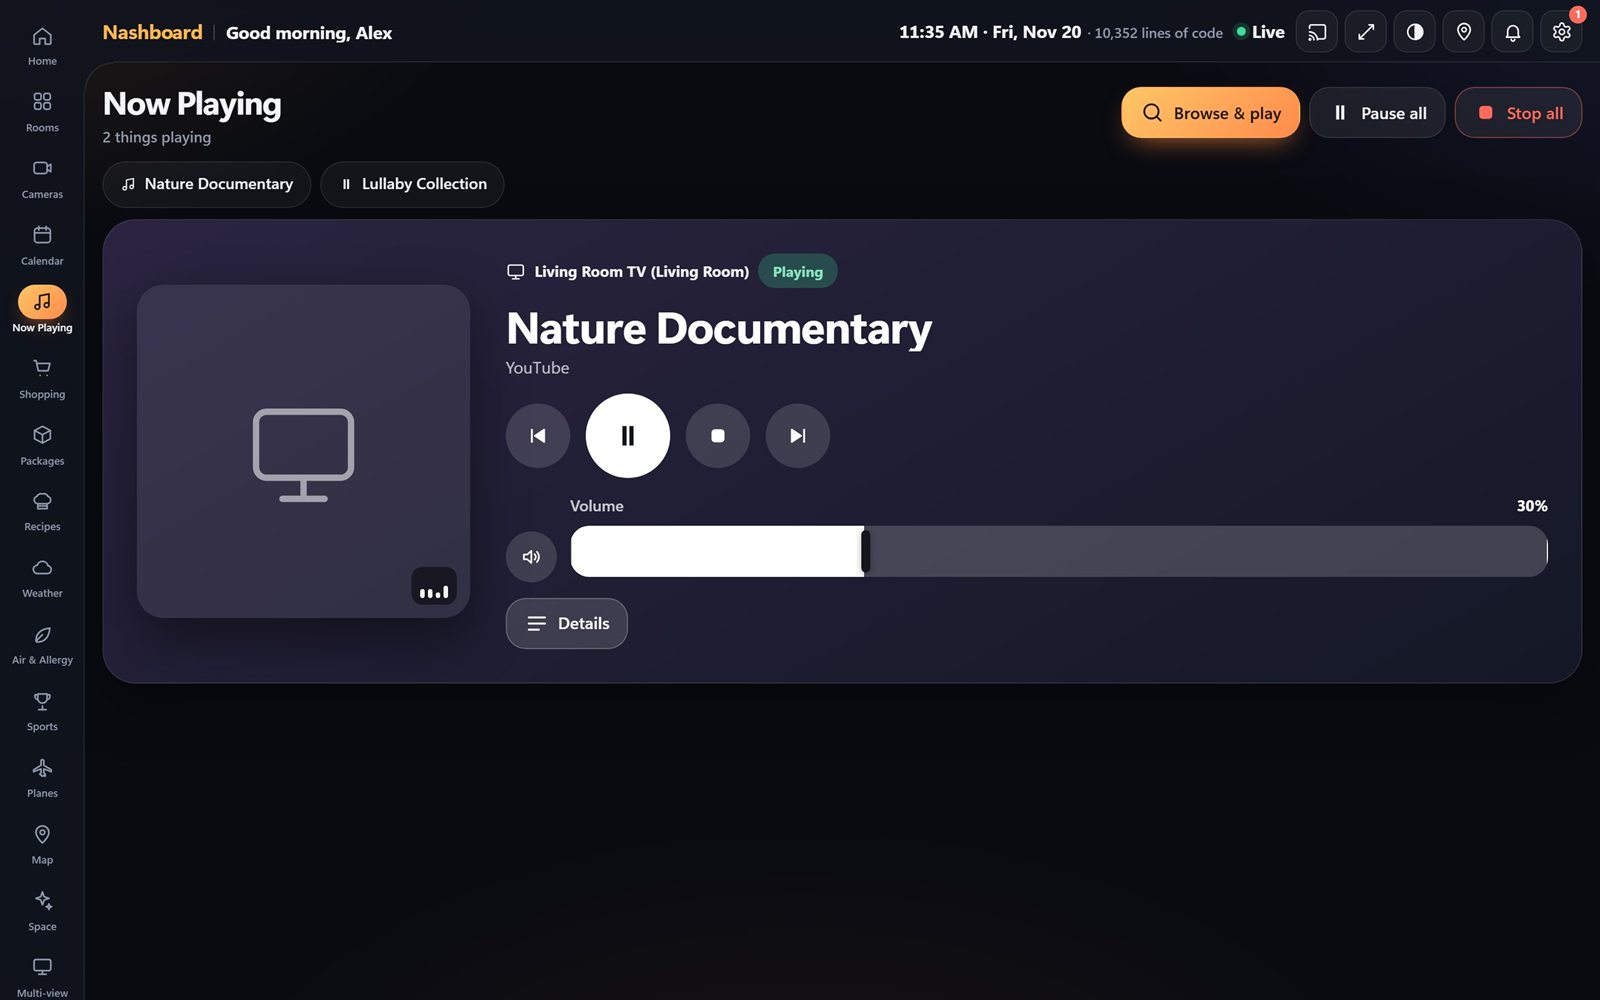 Nashboard
Good morning, Alex
11:35 AM · Fri, Nov 20 · 10,352 lines of code
Live
1
Home
Rooms
Cameras
Calendar
Now Playing
Shopping
Packages
Recipes
Weather
Air & Allergy
Sports
Planes
Map
Space
Multi-view
Now Playing
2 things playing
Browse & play
Pause all
Stop all
Nature Documentary
Lullaby Collection
Living Room TV (Living Room)
Playing
Nature Documentary
YouTube
Volume
30%
Details